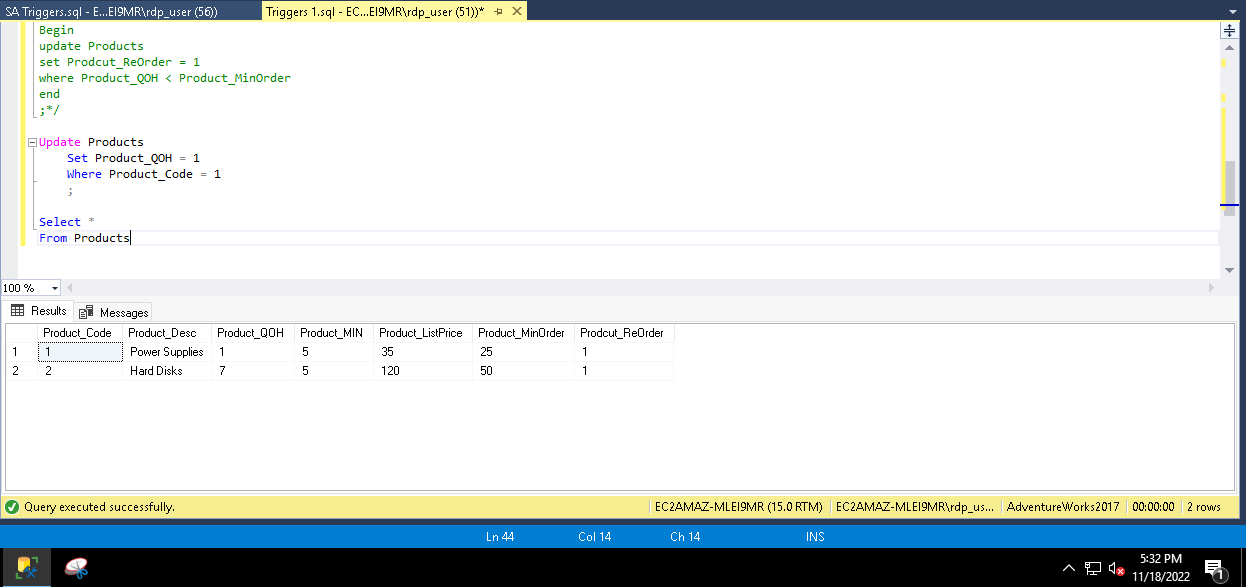 SA Triggers.sql - E...EI9MR\rdp_user (56))
Triggers 1.sql - EC...EI9MR\rdp_user (51))*
Begin
update Products
set Prodcut_ReOrder = 1
where Product_QOH < Product_MinOrder
end
;*/
Update Products
Set Product_QOH = 1
Where Product_Code = 1
;
Select *
From Products
100 %
Results
Messages
Product_Code Product_Desc Product_QOH Product_MIN Product_ListPrice Product_MinOrder Prodcut_ReOrder
1 1 Power Supplies 1 5 35 25 1
2 2 Hard Disks 7 5 120 50 1
Query executed successfully.
EC2AMAZ-MLEI9MR (15.0 RTM)
EC2AMAZ-MLEI9MR\rdp_us...
AdventureWorks2017
00:00:00
2 rows
Ln 44
Col 14
Ch 14
INS
5:32 PM
11/18/2022
1